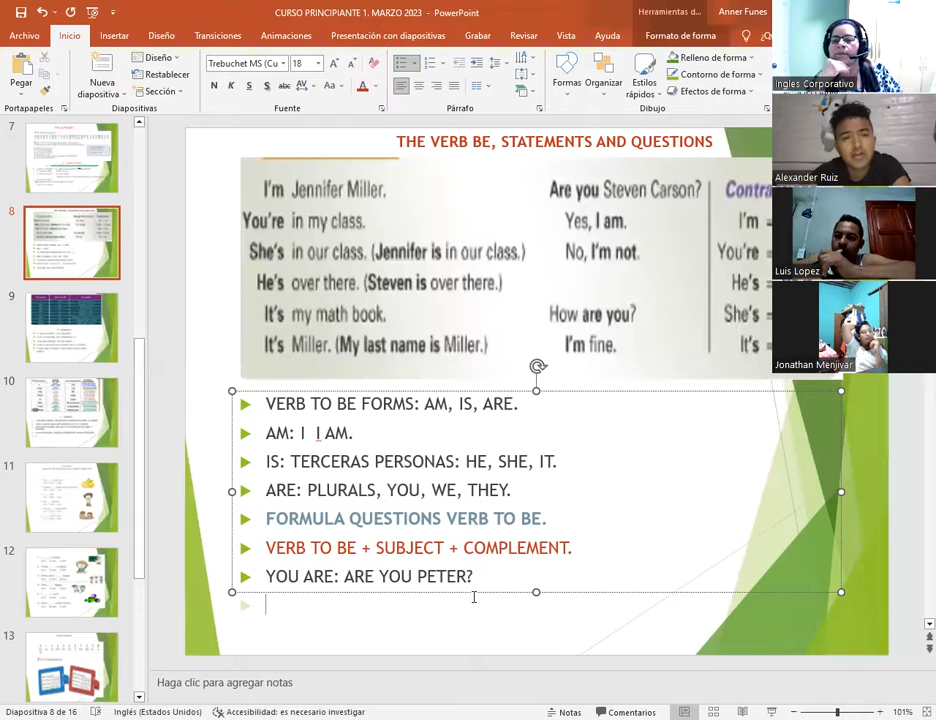 CURSO PRINCIPIANTE 1. MARZO 2023 - PowerPoint
Herramientas d...
Anner Funes
Archivo Inicio Insertar Diseño Transiciones Animaciones Presentación con diapositivas Grabar Revisar Vista Ayuda Formato de forma
Pegar
Nueva diapositiva
Diseño
Restablecer
Sección
Trebuchet MS (Cu
18
N K S Aa A
Formas
Organizar
Estilos rápidos
Relleno de forma
Contorno de forma
Efectos de forma
Portapapeles
Diapositivas
Fuente
Párrafo
Dibujo
Ingles Corporativo
Alexander Ruiz
Luis Lopez
Jonathan Menjivar
7
8
9
10
11
12
13
THE VERB BE, STATEMENTS AND QUESTIONS
I'm Jennifer Miller.
You're in my class.
She's in our class. (Jennifer is in our class.)
He's over there. (Steven is over there.)
It's my math book.
It's Miller. (My last name is Miller.)
Are you Steven Carson?
Yes, I am.
No, I'm not.
How are you?
I'm fine.
Contra
I'm =
You're =
He's =
She's =
It's =
VERB TO BE FORMS: AM, IS, ARE.
AM: I I AM.
IS: TERCERAS PERSONAS: HE, SHE, IT.
ARE: PLURALS, YOU, WE, THEY.
FORMULA QUESTIONS VERB TO BE.
VERB TO BE + SUBJECT + COMPLEMENT.
YOU ARE: ARE YOU PETER?
Haga clic para agregar notas
Diapositiva 8 de 16
Inglés (Estados Unidos)
Accesibilidad: es necesario investigar
Notas
Comentarios
101%